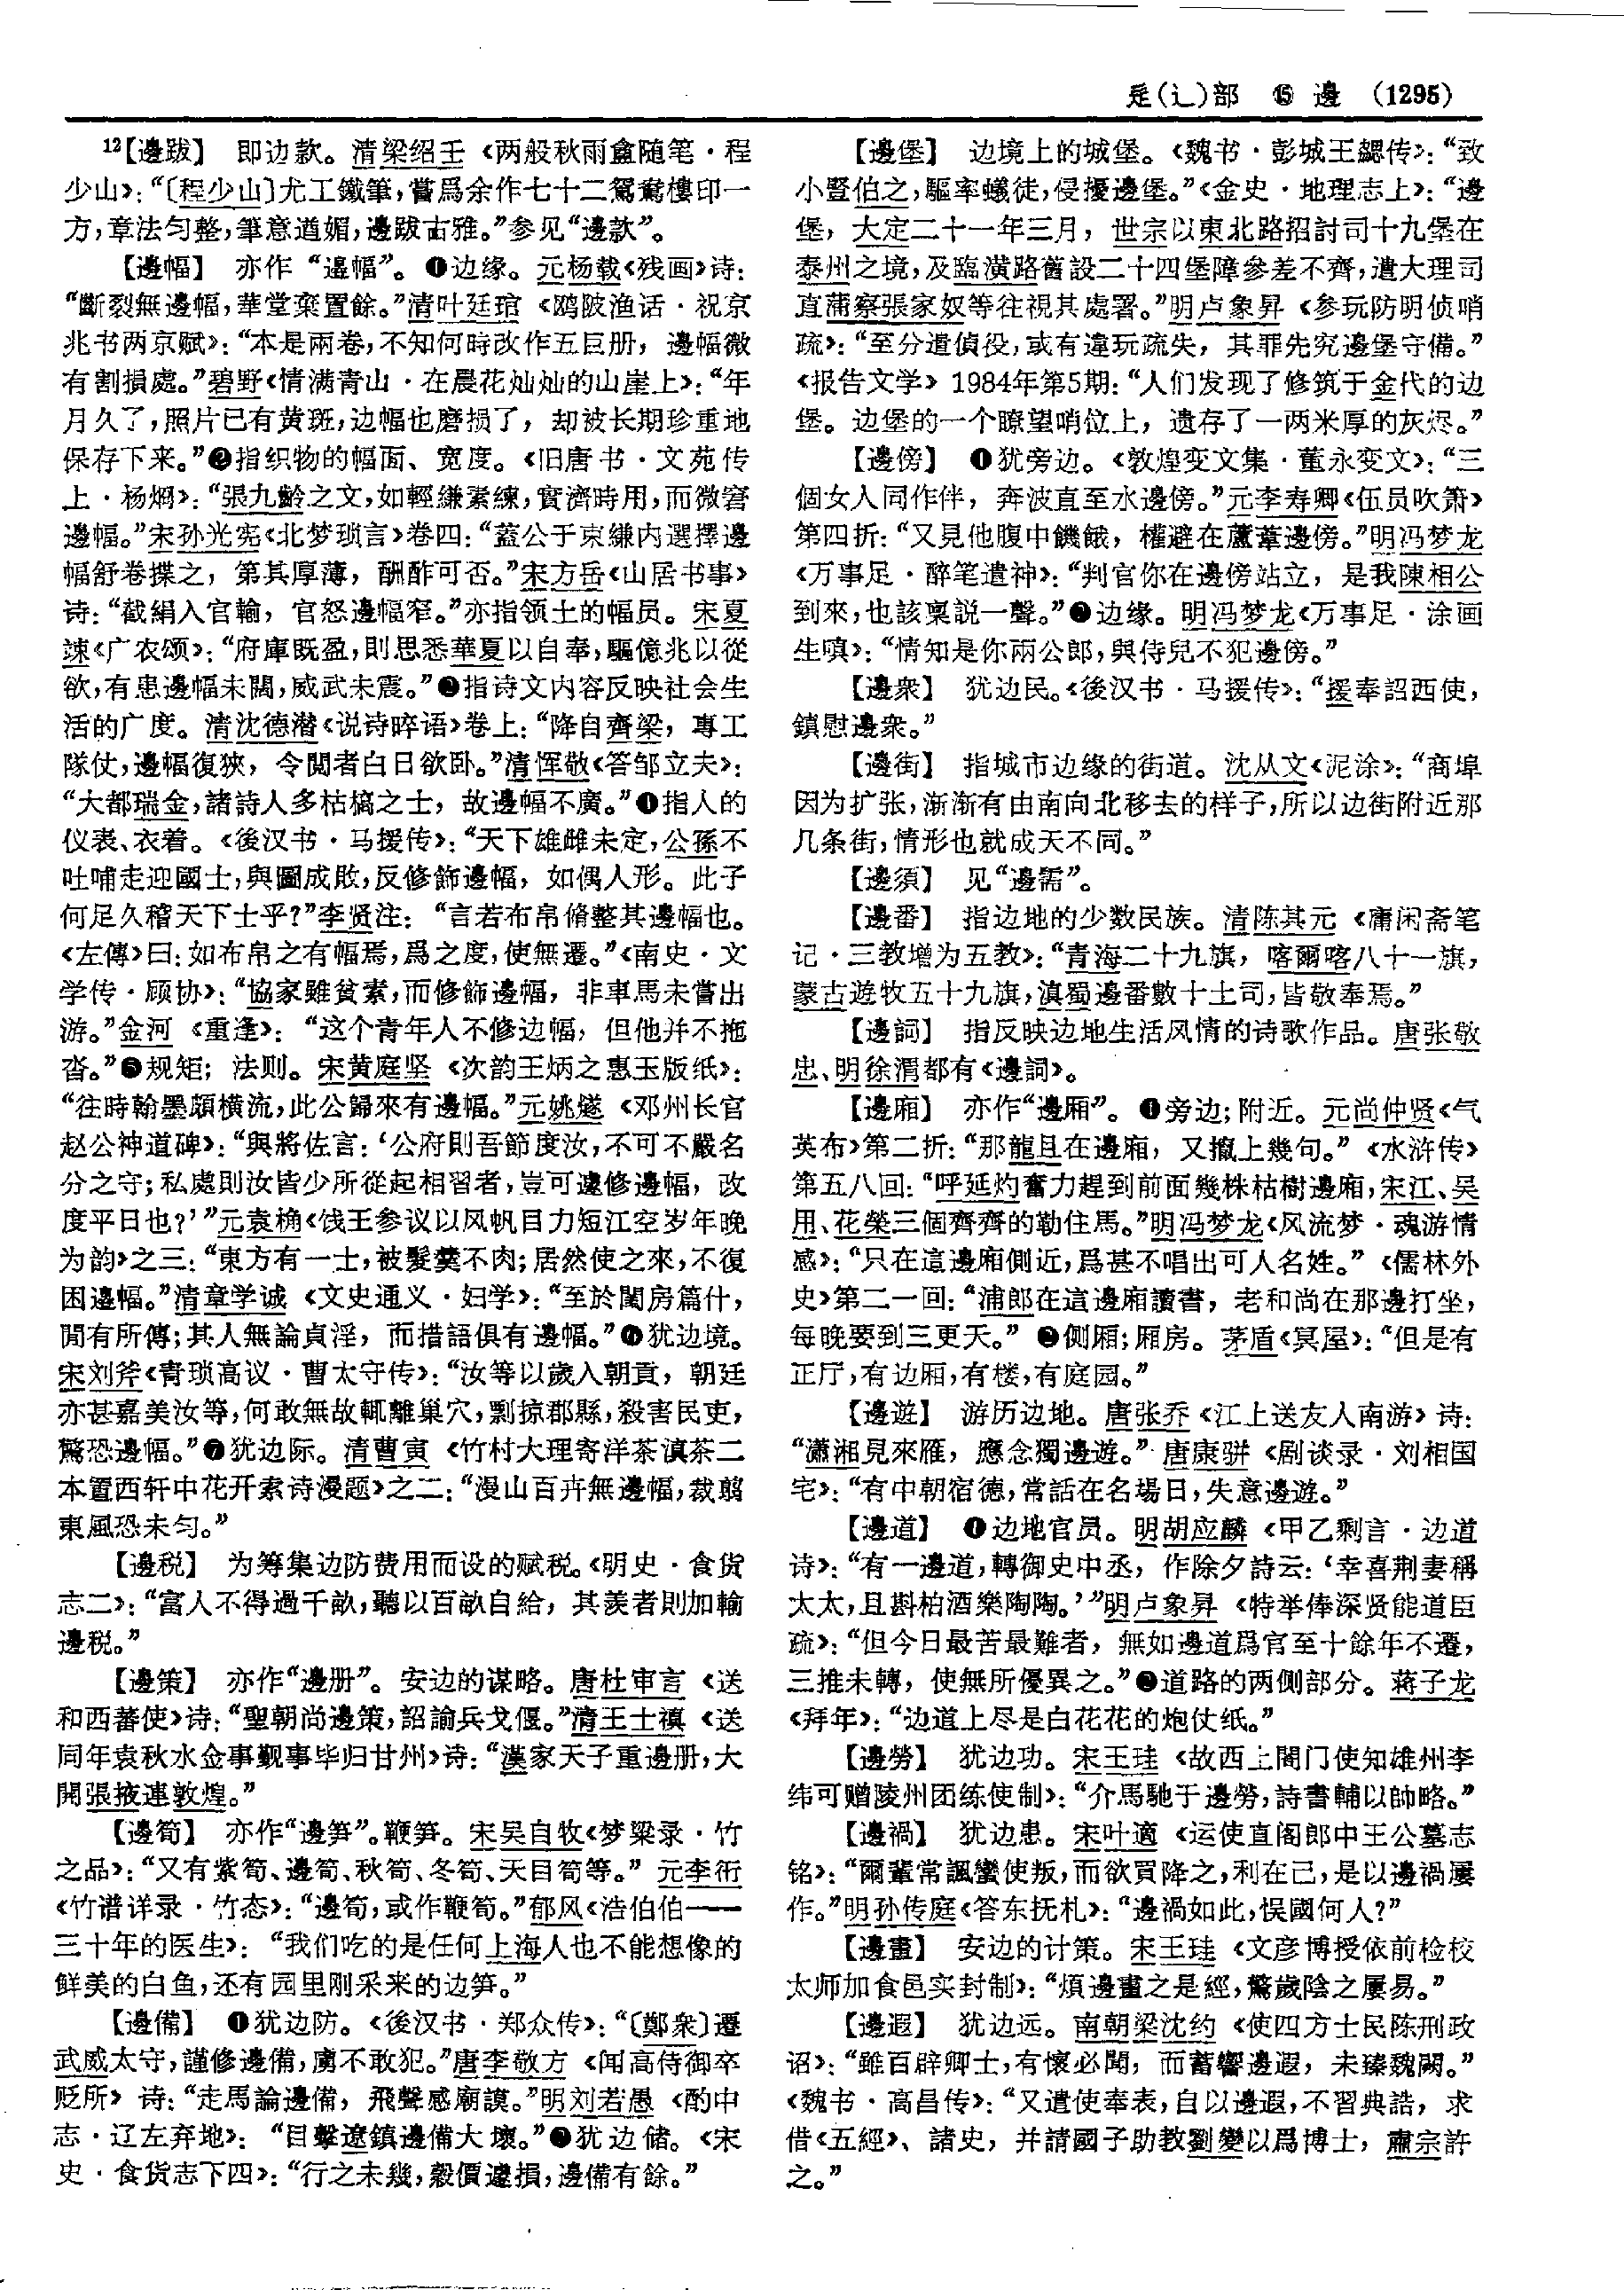 辵(辶)部 ⑮ 邊 (1295)
12【邊跋】 即边款。清梁绍壬《两般秋雨盦随笔·程
少山》：“〔程少山〕尤工鐵筆，嘗爲余作七十二鴛鴦樓印一
方，章法匀整，筆意遒媚，邊跋古雅。”参见“邊款”。
【邊幅】 亦作“邉幅”。❶边缘。元杨载《残画》诗：
“斷裂無邊幅，華堂棄置餘。”清叶廷琯《鸥陂渔话·祝京
兆书两京赋》：“本是兩卷，不知何時改作五巨册，邊幅微
有割損處。”碧野《情满青山·在晨花灿灿的山崖上》：“年
月久了，照片已有黄斑，边幅也磨损了，却被长期珍重地
保存下来。”❷指织物的幅面、宽度。《旧唐书·文苑传
上·杨炯》：“張九齡之文，如輕縑素練，實濟時用，而微窘
邊幅。”宋孙光宪《北梦琐言》卷四：“蓋公于束縑内選擇邊
幅舒卷揲之，第其厚薄，酬酢可否。”宋方岳《山居书事》
诗：“截絹入官輸，官怒邊幅窄。”亦指领土的幅员。宋夏
竦《广农颂》：“府庫既盈，則思悉華夏以自奉，驅億兆以從
欲，有患邊幅未闊，威武未震。”❸指诗文内容反映社会生
活的广度。清沈德潜《说诗晬语》卷上：“降自齊梁，專工
隊仗，邊幅復狹，令閲者白日欲卧。”清恽敬《答邹立夫》：
“大都瑞金，諸詩人多枯槁之士，故邊幅不廣。”❹指人的
仪表、衣着。《後汉书·马援传》：“天下雄雌未定，公孫不
吐哺走迎國士，與圖成敗，反修飾邊幅，如偶人形。此子
何足久稽天下士乎？”李贤注：“言若布帛脩整其邊幅也。
《左傳》曰：如布帛之有幅焉，爲之度，使無遷。”《南史·文
学传·顾协》：“協家雖貧素，而修飾邊幅，非車馬未嘗出
游。”金河《重逢》：“这个青年人不修边幅，但他并不拖
沓。”❺规矩；法则。宋黄庭坚《次韵王炳之惠玉版纸》：
“往時翰墨頗横流，此公歸來有邊幅。”元姚燧《邓州长官
赵公神道碑》：“與將佐言：‘公府則吾節度汝，不可不嚴名
分之守；私處則汝皆少所從起相習者，豈可遽修邊幅，改
度平日也？’”元袁桷《饯王参议以风帆目力短江空岁年晚
为韵》之三：“東方有一士，被髮羹不肉；居然使之來，不復
困邉幅。”清章学诚《文史通义·妇学》：“至於閨房篇什，
閒有所傳；其人無論貞淫，而措語俱有邊幅。”❻犹边境。
宋刘斧《青琐高议·曹太守传》：“汝等以歲入朝貢，朝廷
亦甚嘉美汝等，何敢無故輒離巢穴，剽掠郡縣，殺害民吏，
驚恐邊幅。”❼犹边际。清曹寅《竹村大理寄洋茶滇茶二
本置西轩中花开索诗漫题》之二：“漫山百卉無邊幅，裁剪
東風恐未匀。”
【邊税】 为筹集边防费用而设的赋税。《明史·食货
志二》：“富人不得過千畝，聽以百畝自給，其羡者則加輸
邊税。”
【邊策】 亦作“邊册”。安边的谋略。唐杜审言《送
和西蕃使》诗：“聖朝尚邊策，詔諭兵戈偃。”清王士禛《送
同年袁秋水佥事觐事毕归甘州》诗：“漢家天子重邊册，大
開張掖連敦煌。”
【邊筍】 亦作“邊笋”。鞭笋。宋吴自牧《梦粱录·竹
之品》：“又有紫筍、邊筍、秋筍、冬筍、天目筍等。”元李衎
《竹谱详录·竹态》：“邊筍，或作鞭筍。”郁风《浩伯伯——
三十年的医生》：“我们吃的是任何上海人也不能想像的
鲜美的白鱼，还有园里刚采来的边笋。”
【邊備】 ❶犹边防。《後汉书·郑众传》：“〔鄭衆〕遷
武威太守，謹修邊備，虜不敢犯。”唐李敬方《闻高侍御卒
贬所》诗：“走馬論邊備，飛聲感廟謨。”明刘若愚《酌中
志·辽左弃地》：“目擊遼鎮邊備大壞。”❷犹边储。《宋
史·食货志下四》：“行之未幾，穀價遽損，邊備有餘。”
【邊堡】 边境上的城堡。《魏书·彭城王勰传》：“致
小豎伯之，驅率蟻徒，侵擾邊堡。”《金史·地理志上》：“邊
堡，大定二十一年三月，世宗以東北路招討司十九堡在
泰州之境，及臨潢路舊設二十四堡障參差不齊，遣大理司
直蒲察張家奴等往視其處置。”明卢象昇《参玩防明侦哨
疏》：“至分遣偵役，或有違玩疏失，其罪先究邊堡守備。”
《报告文学》1984年第5期：“人们发现了修筑于金代的边
堡。边堡的一个瞭望哨位上，遗存了一两米厚的灰烬。”
【邊傍】 ❶犹旁边。《敦煌变文集·董永变文》：“三
個女人同作伴，奔波直至水邊傍。”元李寿卿《伍员吹箫》
第四折：“又見他腹中饑餓，權避在蘆葦邊傍。”明冯梦龙
《万事足·醉笔遣神》：“判官你在邊傍站立，是我陳相公
到來，也該稟説一聲。”❷边缘。明冯梦龙《万事足·涂画
生嗔》：“情知是你兩公郎，與侍兒不犯邊傍。”
【邊衆】 犹边民。《後汉书·马援传》：“援奉詔西使，
鎮慰邊衆。”
【邊街】 指城市边缘的街道。沈从文《泥涂》：“商埠
因为扩张，渐渐有由南向北移去的样子，所以边街附近那
几条街，情形也就成天不同。”
【邊須】 见“邊需”。
【邊番】 指边地的少数民族。清陈其元《庸闲斋笔
记·三教增为五教》：“青海二十九旗，喀爾喀八十一旗，
蒙古遊牧五十九旗，滇蜀邊番數十土司，皆敬奉焉。”
【邊詞】 指反映边地生活风情的诗歌作品。唐张敬
忠、明徐渭都有《邊詞》。
【邊廂】 亦作“邊厢”。❶旁边；附近。元尚仲贤《气
英布》第二折：“那龍且在邊廂，又攛上幾句。”《水浒传》
第五八回：“呼延灼奮力趕到前面幾株枯樹邊廂，宋江、吴
用、花榮三個齊齊的勒住馬。”明冯梦龙《风流梦·魂游情
感》：“只在這邊廂側近，爲甚不唱出可人名姓。”《儒林外
史》第二一回：“浦郎在這邊廂讀書，老和尚在那邊打坐，
每晚要到三更天。”❷侧厢；厢房。茅盾《冥屋》：“但是有
正厅，有边厢，有楼，有庭园。”
【邊遊】 游历边地。唐张乔《江上送友人南游》诗：
“瀟湘見來雁，應念獨邊遊。”唐康骈《剧谈录·刘相国
宅》：“有中朝宿德，常話在名場日，失意邊遊。”
【邊道】 ❶边地官员。明胡应麟《甲乙剩言·边道
诗》：“有一邊道，轉御史中丞，作除夕詩云：‘幸喜荆妻稱
太太，且斟柏酒樂陶陶。’”明卢象昇《特举俸深贤能道臣
疏》：“但今日最苦最難者，無如邊道爲官至十餘年不遷，
三推未轉，使無所優異之。”❷道路的两侧部分。蒋子龙
《拜年》：“边道上尽是白花花的炮仗纸。”
【邊勞】 犹边功。宋王珪《故西上閤门使知雄州李
纬可赠陵州团练使制》：“介馬馳于邊勞，詩書輔以帥略。”
【邊禍】 犹边患。宋叶適《运使直阁郎中王公墓志
铭》：“爾輩常諷蠻使叛，而欲買降之，利在己，是以邊禍屢
作。”明孙传庭《答东抚札》：“邊禍如此，悮國何人？”
【邊畫】 安边的计策。宋王珪《文彦博授依前检校
太师加食邑实封制》：“煩邊畫之是經，驚歲陰之屢易。”
【邊遐】 犹边远。南朝梁沈约《使四方士民陈刑政
诏》：“雖百辟卿士，有懷必聞，而蓄響邊遐，未臻魏闕。”
《魏书·高昌传》：“又遣使奉表，自以邊遐，不習典誥，求
借《五經》、諸史，并請國子助教劉變以爲博士，肅宗許
之。”